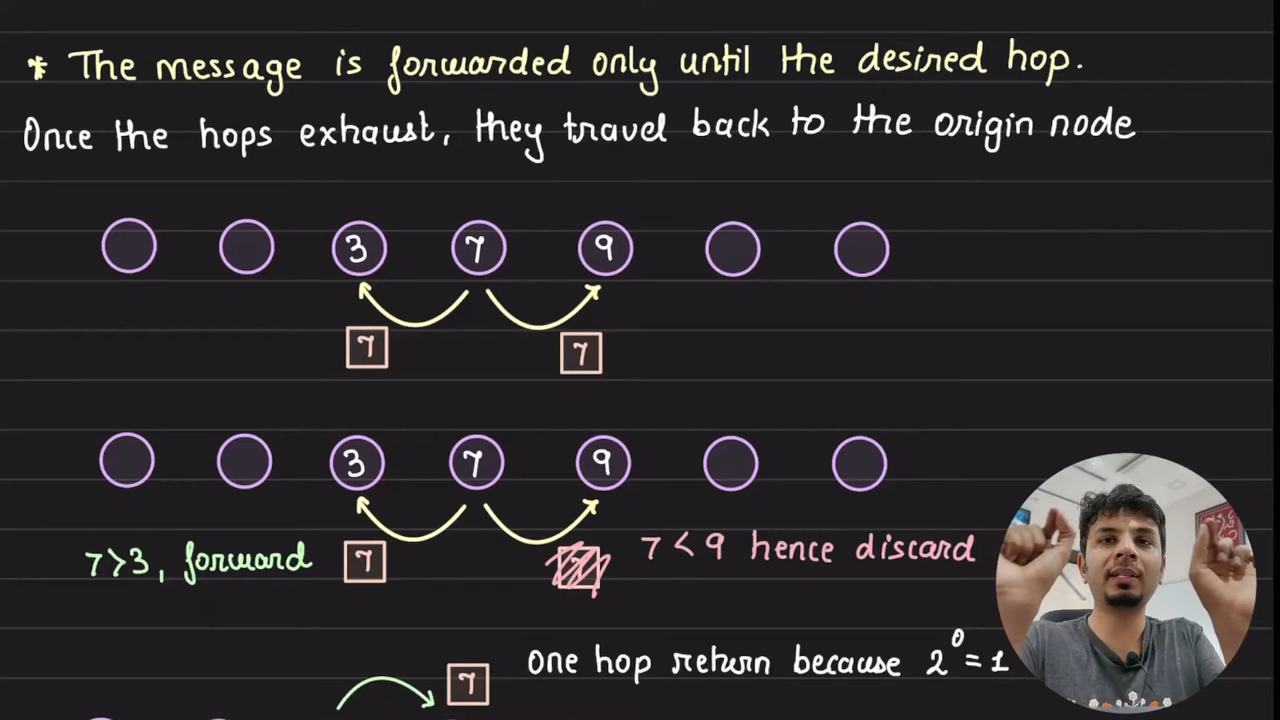 * The message is forwarded only until the desired hop.
Once the hops exhaust, they travel back to the origin node
3 7 9
7 7
3 7 9
7>3, forward 7 7 < 9 hence discard
7 One hop return because 2⁰ = 1